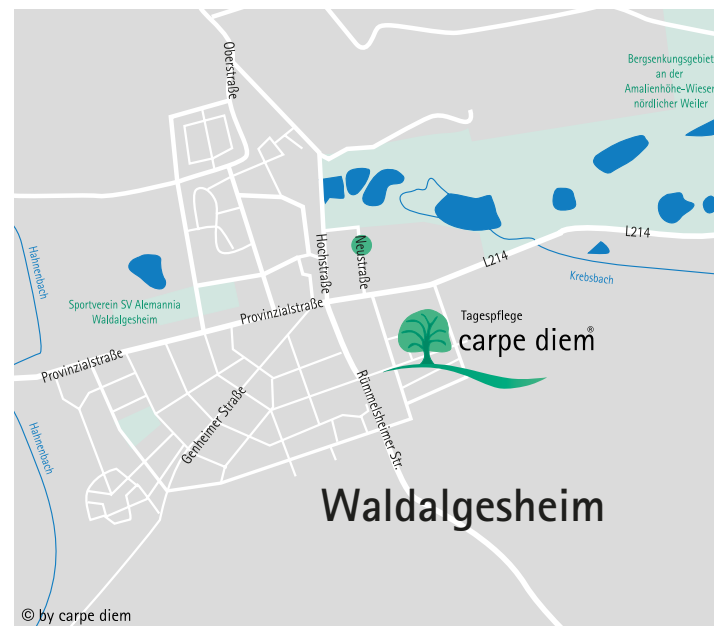 Oberstraße
Bergsenkungsgebiet
an der
Amalienhöhe-Wiesen
nördlicher Weiler
Hahnenbach
Hochstraße
Neustraße
L214
L214
Krebsbach
Sportverein SV Alemannia
Waldalgesheim
Provinzialstraße
Tagespflege
carpe diem®
Provinzialstraße
Genheimer Straße
Rümmelsheimer Str.
Hahnenbach
Waldalgesheim
© by carpe diem